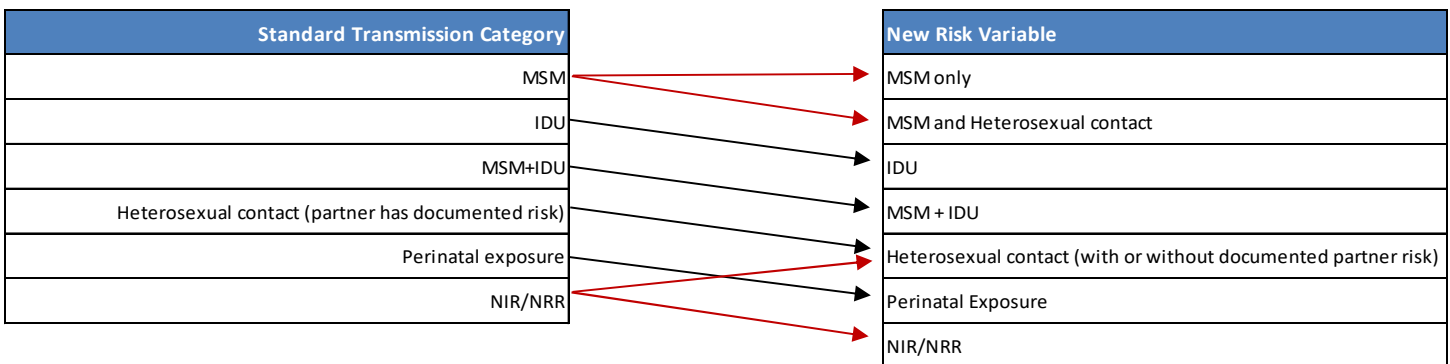 Standard Transmission Category
MSM
IDU
MSM+IDU
Heterosexual contact (partner has documented risk)
Perinatal exposure
NIR/NRR
New Risk Variable
MSM only
MSM and Heterosexual contact
IDU
MSM + IDU
Heterosexual contact (with or without documented partner risk)
Perinatal Exposure
NIR/NRR